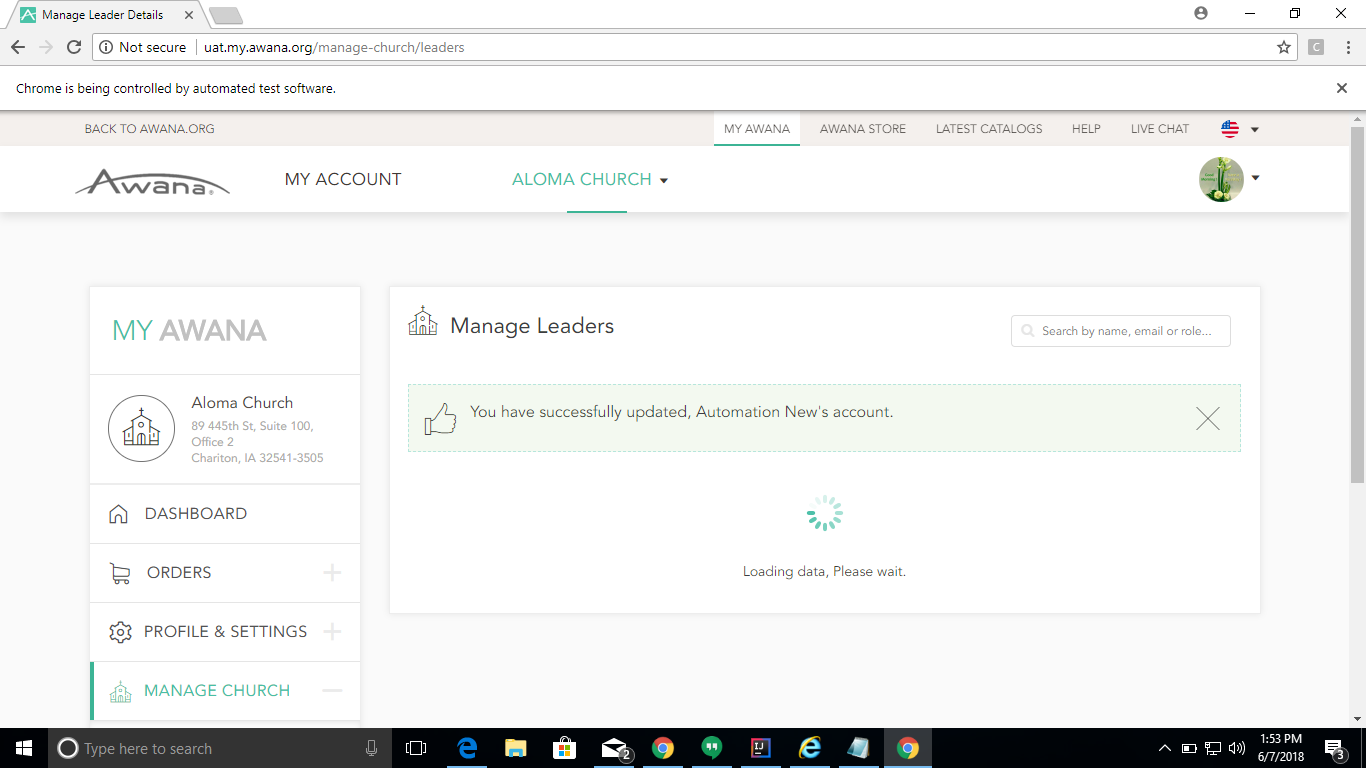 Manage Leader Details
Not secure
uat.my.awana.org/manage-church/leaders
C
Chrome is being controlled by automated test software.
BACK TO AWANA.ORG
MY AWANA
AWANA STORE
LATEST CATALOGS
HELP
LIVE CHAT
Awana®
MY ACCOUNT
ALOMA CHURCH
MY AWANA
Aloma Church
89 445th St, Suite 100,
Office 2
Chariton, IA 32541-3505
DASHBOARD
ORDERS
PROFILE & SETTINGS
MANAGE CHURCH
Manage Leaders
Search by name, email or role...
You have successfully updated, Automation New's account.
Loading data, Please wait.
Type here to search
2
IJ
1:53 PM
6/7/2018
3